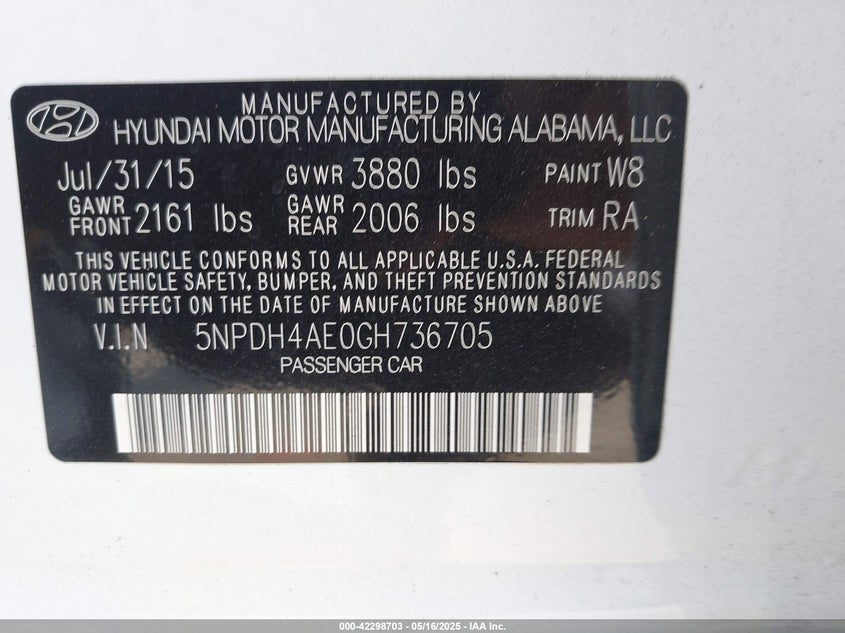 MANUFACTURED BY
HYUNDAI MOTOR MANUFACTURING ALABAMA, LLC
Jul/31/15 GVWR 3880 lbs PAINT W8
GAWR FRONT 2161 lbs GAWR REAR 2006 lbs TRIM RA
THIS VEHICLE CONFORMS TO ALL APPLICABLE U.S.A. FEDERAL
MOTOR VEHICLE SAFETY, BUMPER, AND THEFT PREVENTION STANDARDS
IN EFFECT ON THE DATE OF MANUFACTURE SHOWN ABOVE
V.I.N 5NPDH4AE0GH736705
PASSENGER CAR
000-42298703 - 05/16/2025 - IAA Inc.